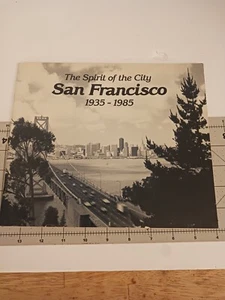 The Spirit of the City
San Francisco
1935 - 1985